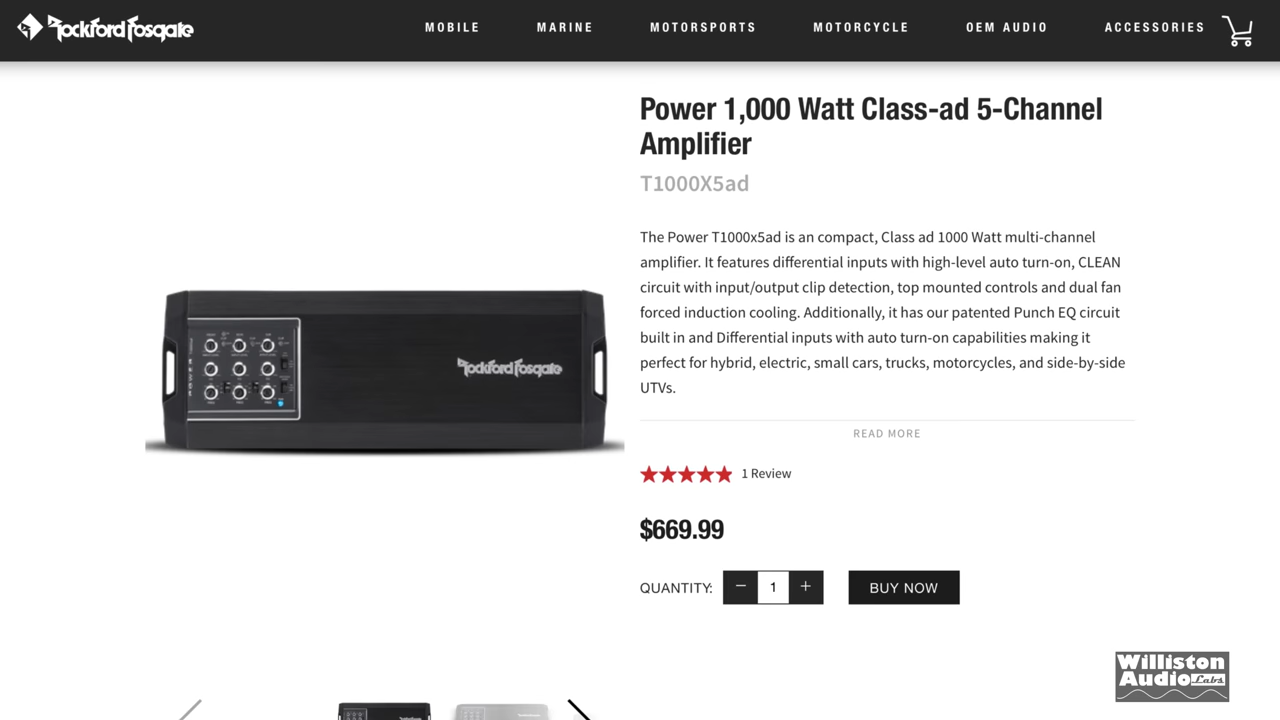 Rockford Fosgate
MOBILE
MARINE
MOTORSPORTS
MOTORCYCLE
OEM AUDIO
ACCESSORIES
Power 1,000 Watt Class-ad 5-Channel
Amplifier
T1000X5ad
The Power T1000x5ad is an compact, Class ad 1000 Watt multi-channel
amplifier. It features differential inputs with high-level auto turn-on, CLEAN
circuit with input/output clip detection, top mounted controls and dual fan
forced induction cooling. Additionally, it has our patented Punch EQ circuit
built in and Differential inputs with auto turn-on capabilities making it
perfect for hybrid, electric, small cars, trucks, motorcycles, and side-by-side
UTVs.
Rockford Fosgate
READ MORE
1 Review
$669.99
QUANTITY:
− 1 +
BUY NOW
Williston
Audio Labs